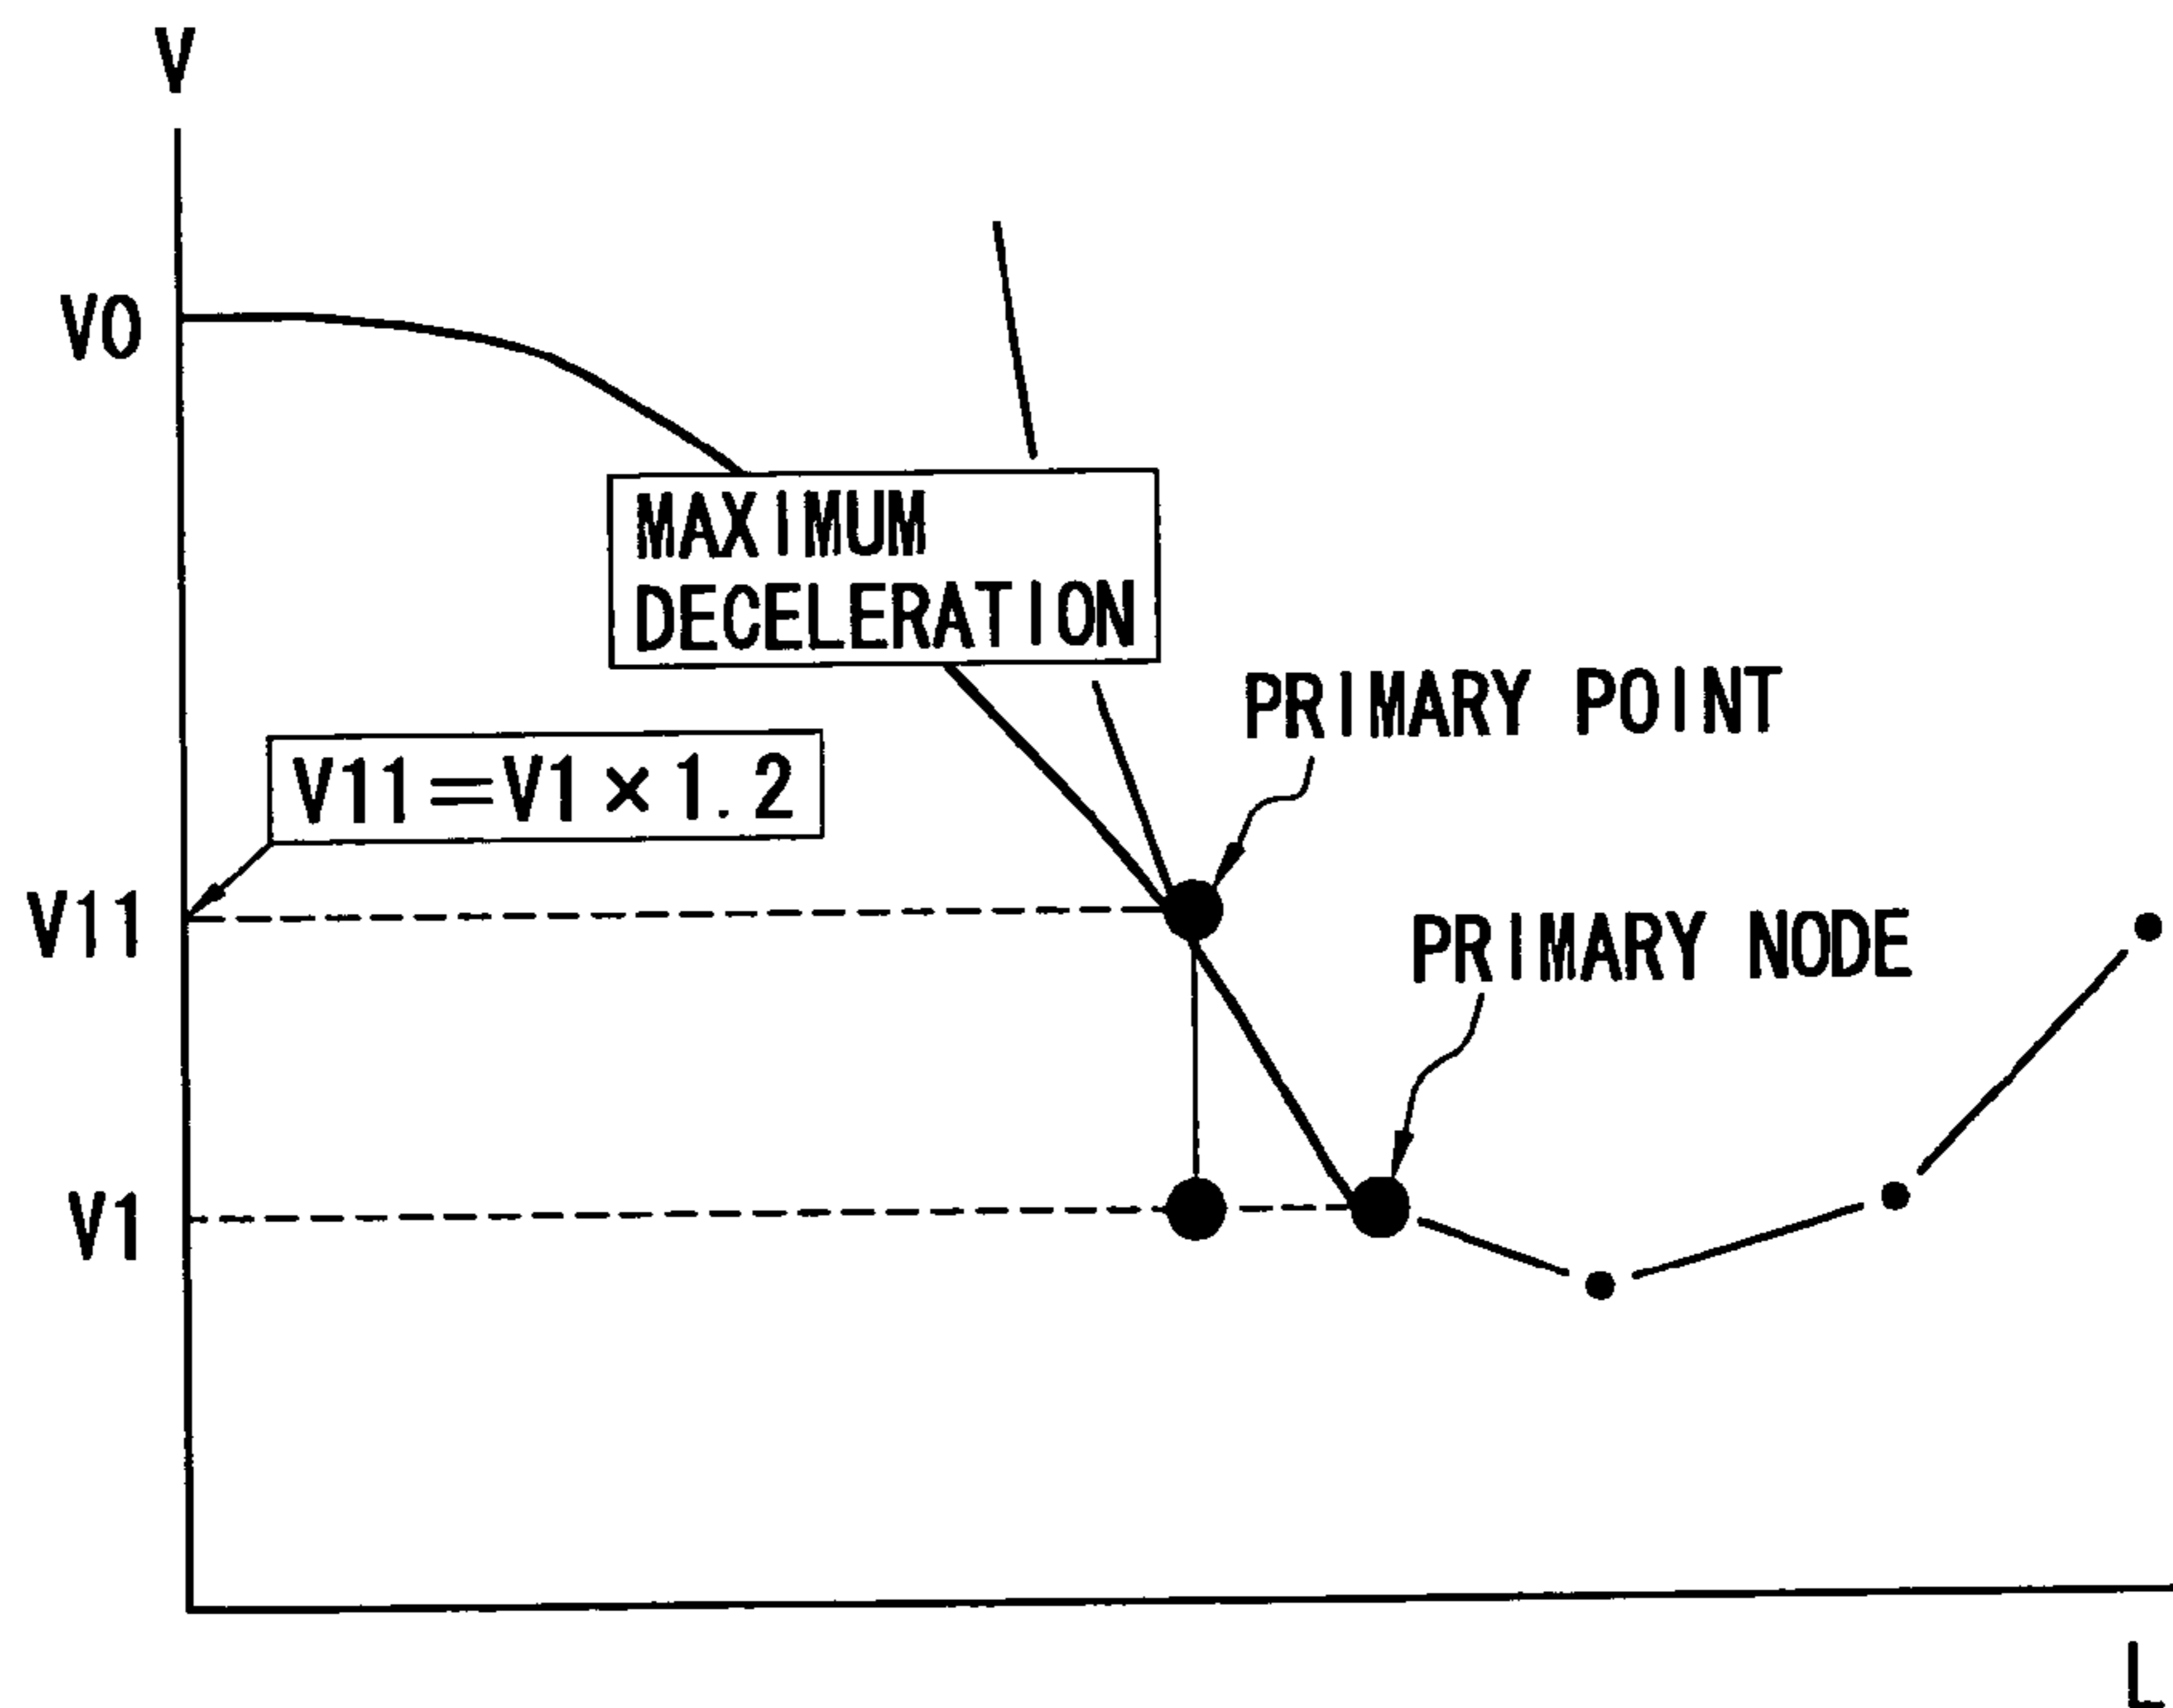 V
V0
MAXIMUM
DECELERATION
PRIMARY POINT
V11=V1×1.2
V11
PRIMARY NODE
V1
L